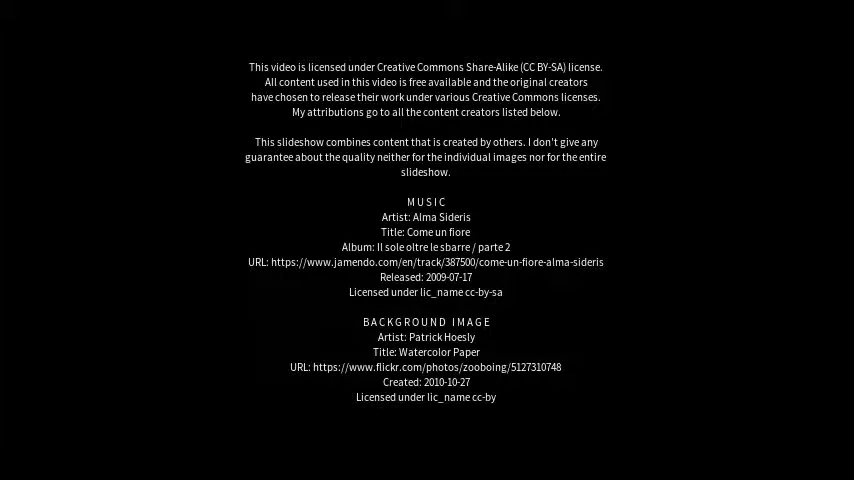 This video is licensed under Creative Commons Share-Alike (CC BY-SA) license.
All content used in this video is free available and the original creators
have chosen to release their work under various Creative Commons licenses.
My attributions go to all the content creators listed below.
This slideshow combines content that is created by others. I don't give any
guarantee about the quality neither for the individual images nor for the entire
slideshow.
MUSIC
Artist: Alma Sideris
Title: Come un fiore
Album: Il sole oltre le sbarre / parte 2
URL: https://www.jamendo.com/en/track/387500/come-un-fiore-alma-sideris
Released: 2009-07-17
Licensed under lic_name cc-by-sa
BACKGROUND IMAGE
Artist: Patrick Hoesly
Title: Watercolor Paper
URL: https://www.flickr.com/photos/zooboing/5127310748
Created: 2010-10-27
Licensed under lic_name cc-by